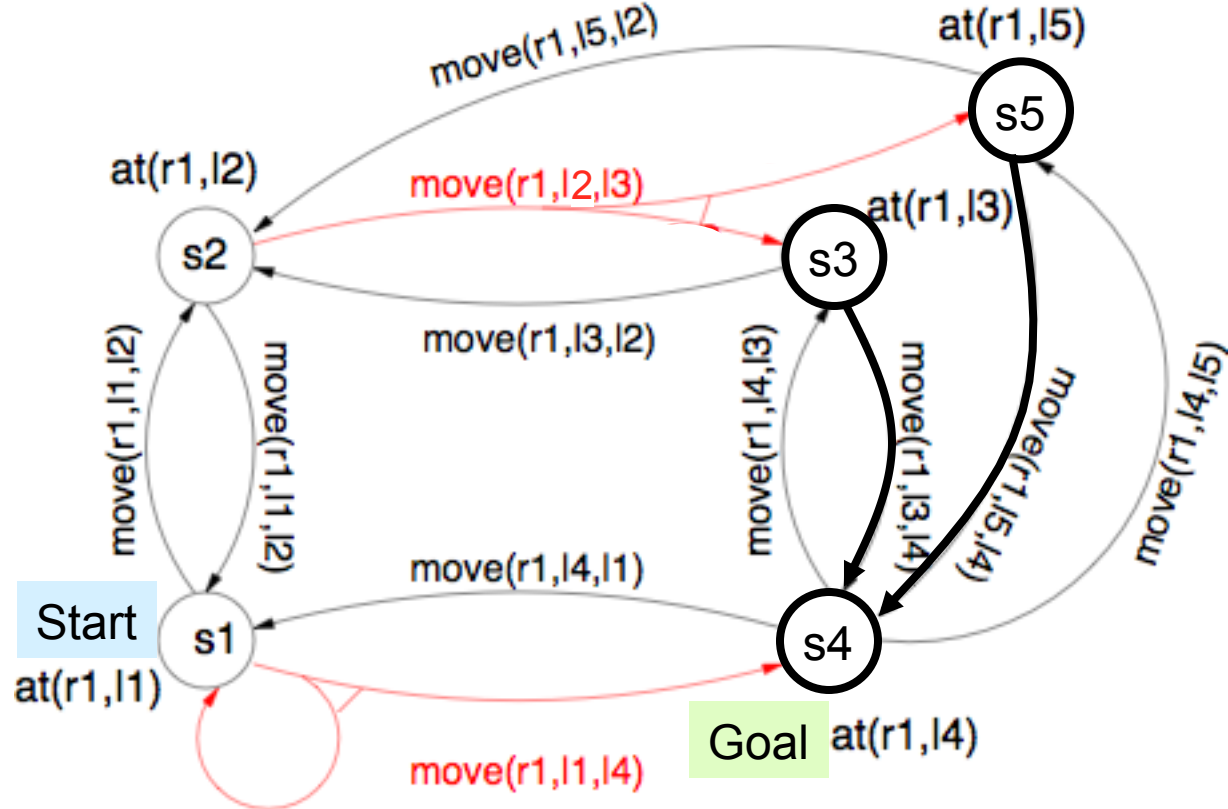 move(r1,l5,l2)
at(r1,l5)
s5
at(r1,l2)
move(r1,l2,l3)
at(r1,l3)
s2
s3
move(r1,l3,l2)
move(r1,l1,l2)
move(r1,l1,l2)
move(r1,l4,l3)
move(r1,l3,l4)
move(r1,l5,l4)
move(r1,l4,l5)
move(r1,l4,l1)
Start
s1
s4
at(r1,l1)
Goal
at(r1,l4)
move(r1,l1,l4)